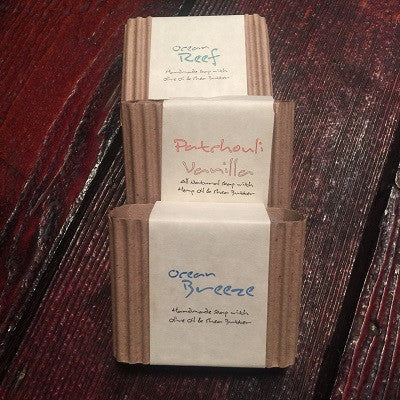 Ocean
Reef
Handmade Soap with
olive oil & Shea Butter
Patchouli
Vanilla
All Natural Soap with
Hemp Oil & Shea Butter
Ocean
Breeze
Handmade Soap with
olive oil & Shea Butter